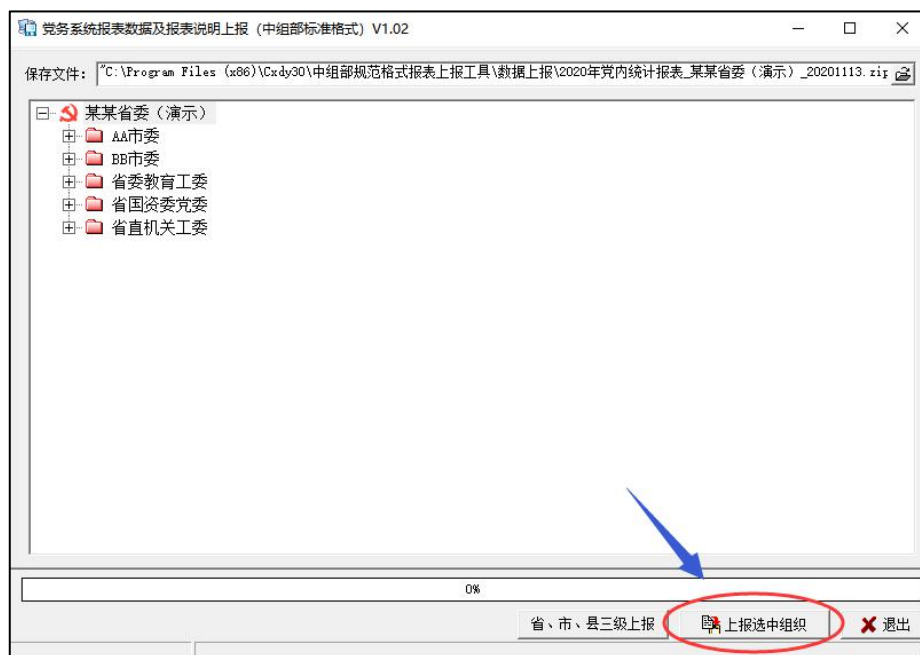 党务系统报表数据及报表说明上报（中组部标准格式）V1.02
保存文件： "C:\Program Files (x86)\Cxdy30\中组部规范格式报表上报工具\数据上报\2020年党内统计报表_某某省委（演示）_20201113.zip
某某省委（演示）
AA市委
BB市委
省委教育工委
省国资委党委
省直机关工委
0%
省、市、县三级上报 上报选中组织 退出